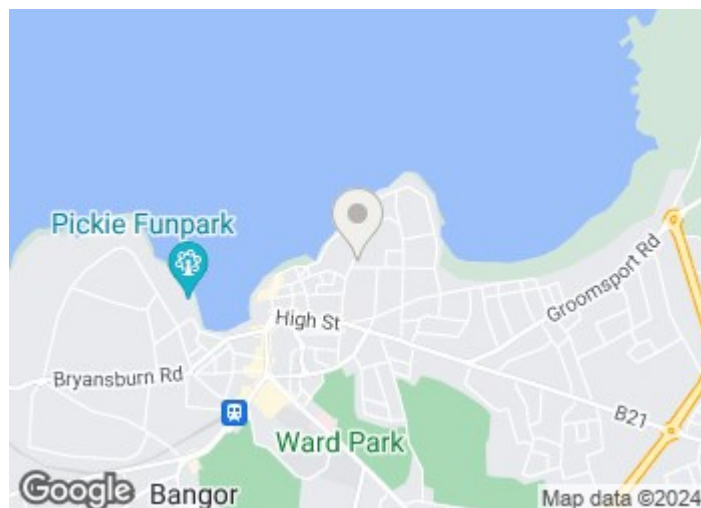 Pickie Funpark
Groomsport Rd
High St
Bryansburn Rd
B21
Ward Park
Google
Bangor
Map data ©2024